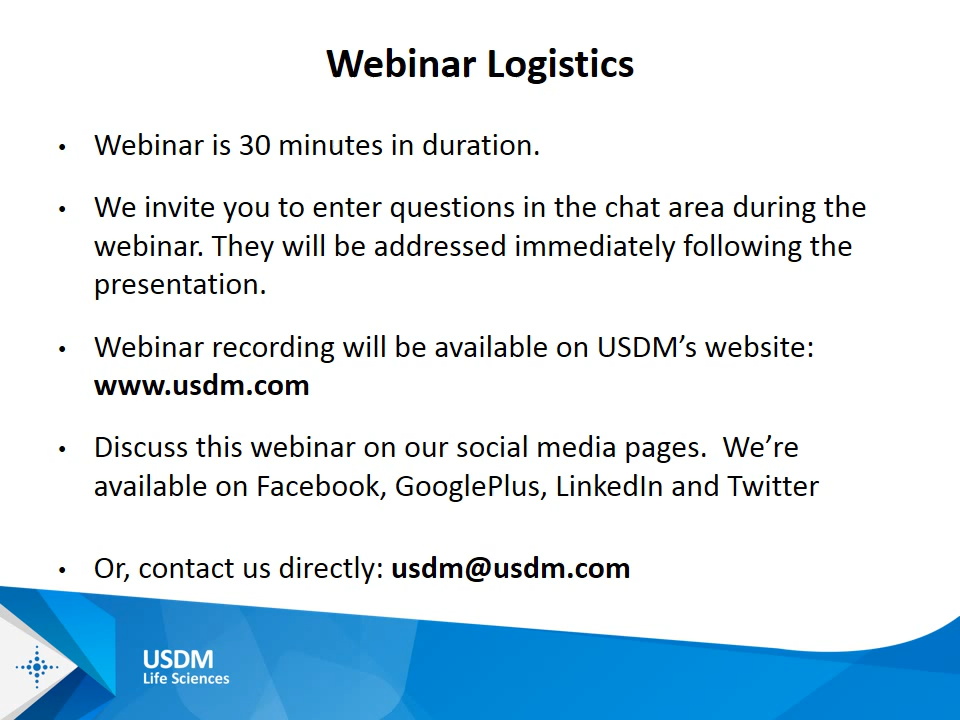 Webinar Logistics
• Webinar is 30 minutes in duration.
• We invite you to enter questions in the chat area during the
webinar. They will be addressed immediately following the
presentation.
• Webinar recording will be available on USDM’s website:
www.usdm.com
• Discuss this webinar on our social media pages.  We’re
available on Facebook, GooglePlus, LinkedIn and Twitter
• Or, contact us directly: usdm@usdm.com
USDM
Life Sciences